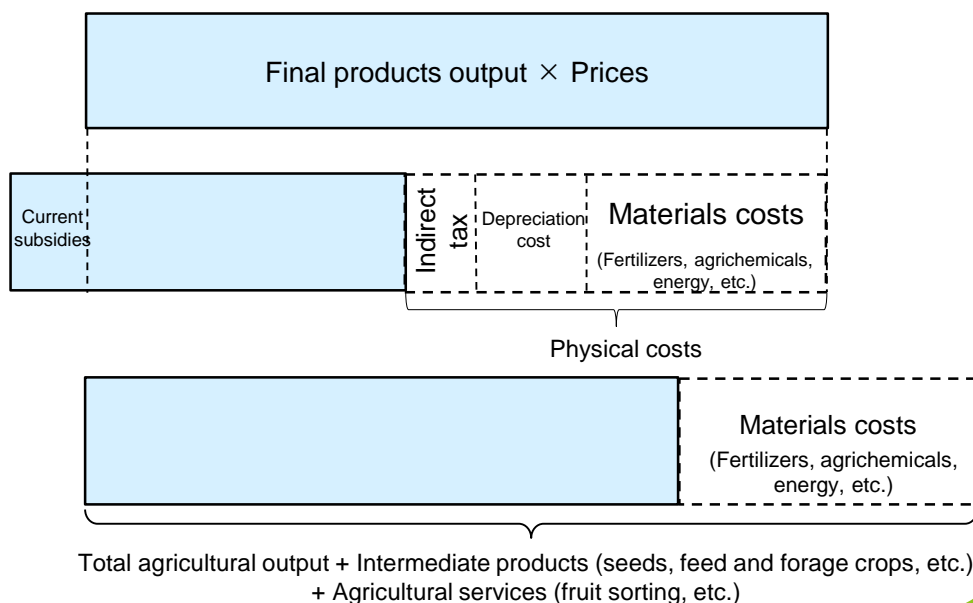 Final products output × Prices
Current
subsidies
Indirect
tax
Depreciation
cost
Materials costs
(Fertilizers, agrichemicals,
energy, etc.)
Physical costs
Materials costs
(Fertilizers, agrichemicals,
energy, etc.)
Total agricultural output + Intermediate products (seeds, feed and forage crops, etc.)
+ Agricultural services (fruit sorting, etc.)